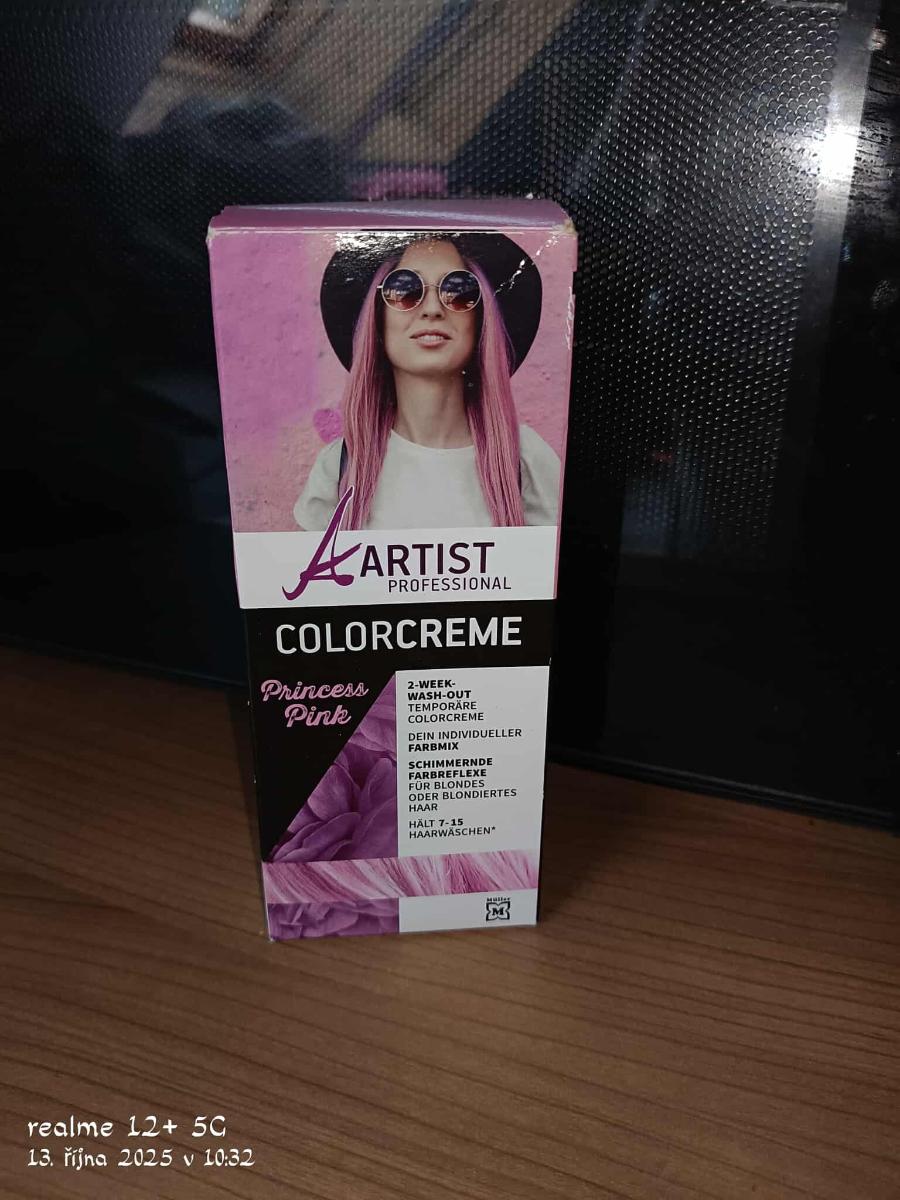 ARTIST
PROFESSIONAL
COLORCREME
Princess
Pink
2-WEEK-
WASH-OUT
TEMPORÄRE
COLORCREME
DEIN INDIVIDUELLER
FARBMIX
SCHIMMERNDE
FARBREFLEXE
FÜR BLONDES
ODER BLONDIERTES
HAAR
HÄLT 7-15
HAARWÄSCHEN*
Müller
M
realme 12+ 5G
13. října 2025 v 10:32